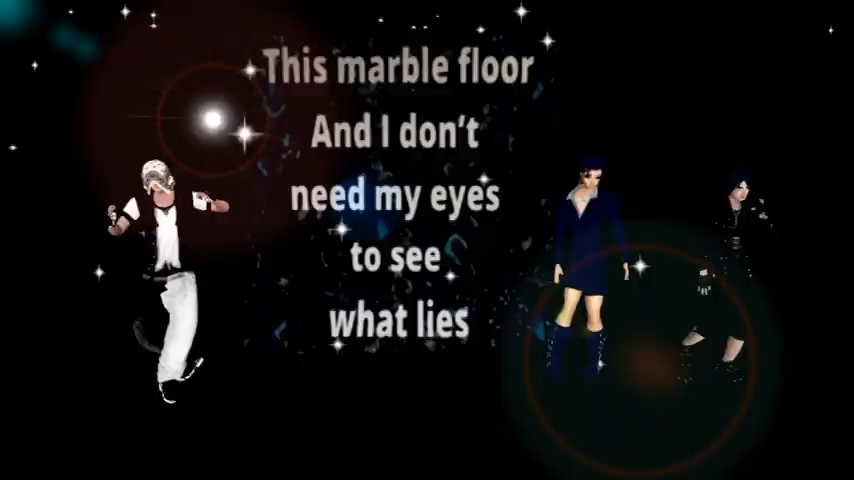 This marble floor
And I don't
need my eyes
to see
what lies